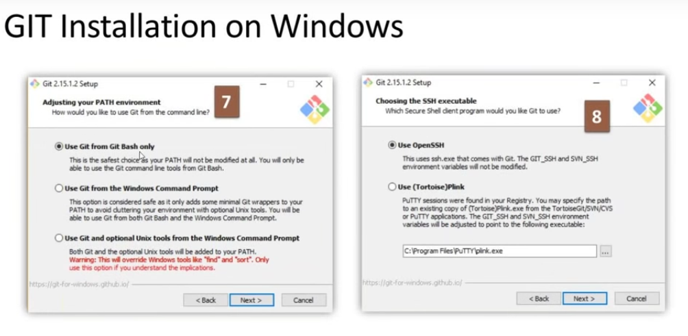 GIT Installation on Windows
Git 2.15.1.2 Setup
Adjusting your PATH environment
How would you like to use Git from the command line?
7
Use Git from Git Bash only
This is the safest choice as your PATH will not be modified at all. You will only be
able to use the Git command line tools from Git Bash.
Use Git from the Windows Command Prompt
This option is considered safe as it only adds some minimal Git wrappers to your
PATH to avoid cluttering your environment with optional Unix tools. You will be
able to use Git from both Git Bash and the Windows Command Prompt.
Use Git and optional Unix tools from the Windows Command Prompt
Both Git and the optional Unix tools will be added to your PATH.
Warning: This will override Windows tools like "find" and "sort". Only
use this option if you understand the implications.
https://git-for-windows.github.io/
< Back
Next >
Cancel
Git 2.15.1.2 Setup
Choosing the SSH executable
Which Secure Shell client program would you like Git to use?
8
Use OpenSSH
This uses ssh.exe that comes with Git. The GIT_SSH and SVN_SSH
environment variables will not be modified.
Use (Tortoise)Plink
PuTTY sessions were found in your Registry. You may specify the path
to an existing copy of (Tortoise)Plink.exe from the TortoiseGit/SVN/CVS
or PuTTY applications. The GIT_SSH and SVN_SSH environment
variables will be adjusted to point to the following executable:
C:\Program Files\PuTTY\plink.exe
...
https://git-for-windows.github.io/
< Back
Next >
Cancel